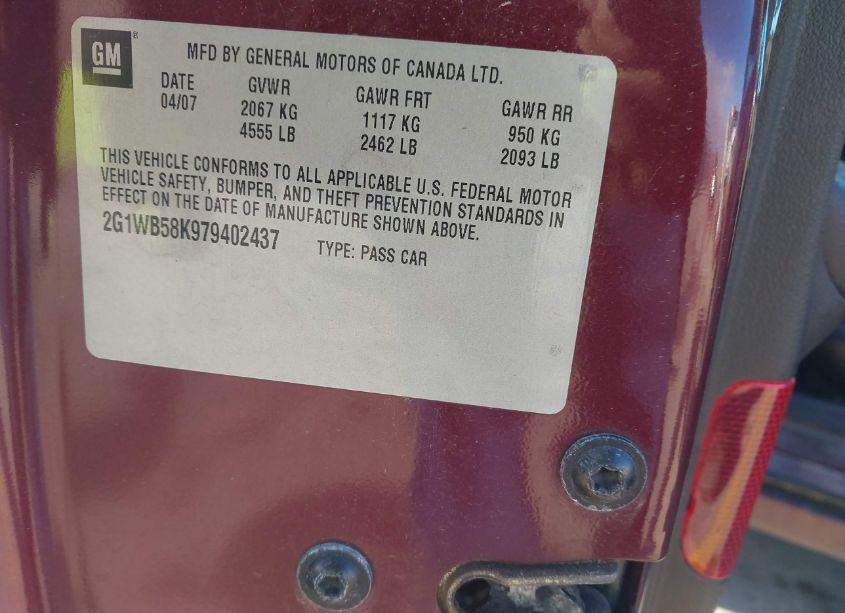 GM ® MFD BY GENERAL MOTORS OF CANADA LTD.
DATE GVWR GAWR FRT GAWR RR
04/07 2067 KG 1117 KG 950 KG
4555 LB 2462 LB 2093 LB
THIS VEHICLE CONFORMS TO ALL APPLICABLE U.S. FEDERAL MOTOR
VEHICLE SAFETY, BUMPER, AND THEFT PREVENTION STANDARDS IN
EFFECT ON THE DATE OF MANUFACTURE SHOWN ABOVE.
2G1WB58K979402437 TYPE: PASS CAR